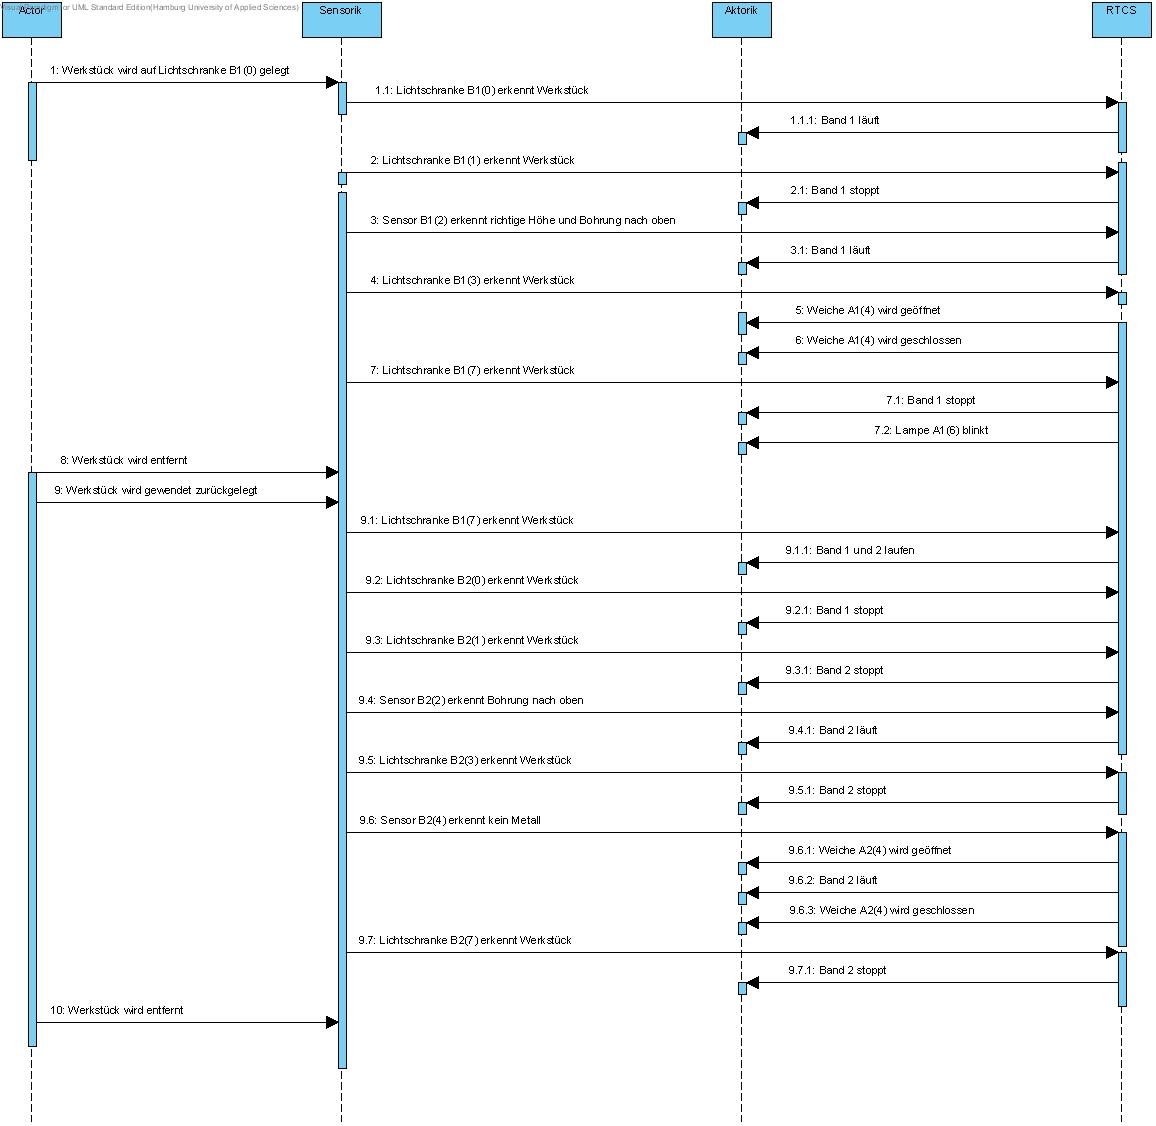 Visual Paradigm for UML Standard Edition(Hamburg University of Applied Sciences)
Actor
Sensorik
Aktorik
RTCS
1: Werkstück wird auf Lichtschranke B1(0) gelegt
1.1: Lichtschranke B1(0) erkennt Werkstück
1.1.1: Band 1 läuft
2: Lichtschranke B1(1) erkennt Werkstück
2.1: Band 1 stoppt
3: Sensor B1(2) erkennt richtige Höhe und Bohrung nach oben
3.1: Band 1 läuft
4: Lichtschranke B1(3) erkennt Werkstück
5: Weiche A1(4) wird geöffnet
6: Weiche A1(4) wird geschlossen
7: Lichtschranke B1(7) erkennt Werkstück
7.1: Band 1 stoppt
7.2: Lampe A1(6) blinkt
8: Werkstück wird entfernt
9: Werkstück wird gewendet zurückgelegt
9.1: Lichtschranke B1(7) erkennt Werkstück
9.1.1: Band 1 und 2 laufen
9.2: Lichtschranke B2(0) erkennt Werkstück
9.2.1: Band 1 stoppt
9.3: Lichtschranke B2(1) erkennt Werkstück
9.3.1: Band 2 stoppt
9.4: Sensor B2(2) erkennt Bohrung nach oben
9.4.1: Band 2 läuft
9.5: Lichtschranke B2(3) erkennt Werkstück
9.5.1: Band 2 stoppt
9.6: Sensor B2(4) erkennt kein Metall
9.6.1: Weiche A2(4) wird geöffnet
9.6.2: Band 2 läuft
9.6.3: Weiche A2(4) wird geschlossen
9.7: Lichtschranke B2(7) erkennt Werkstück
9.7.1: Band 2 stoppt
10: Werkstück wird entfernt